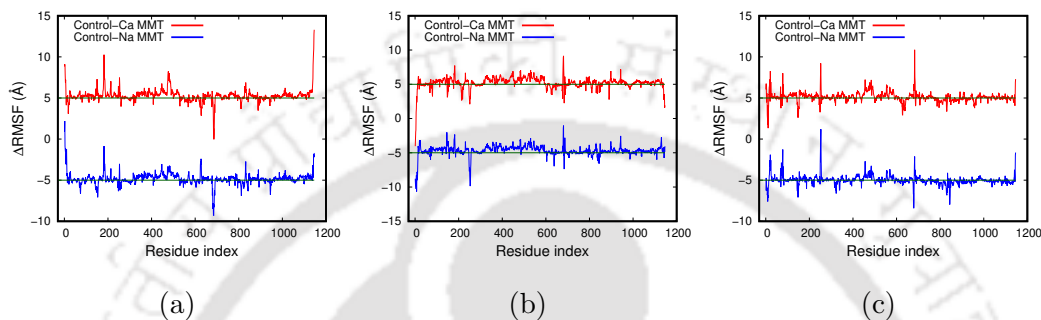 Control-Ca MMT
Control-Na MMT
ΔRMSF (Å)
15
10
5
0
−5
−10
0 200 400 600 800 1000 1200
Residue index
(a)
Control-Ca MMT
Control-Na MMT
ΔRMSF (Å)
15
10
5
0
−5
−10
−15
0 200 400 600 800 1000 1200
Residue index
(b)
Control-Ca MMT
Control-Na MMT
ΔRMSF (Å)
15
10
5
0
−5
−10
0 200 400 600 800 1000 1200
Residue index
(c)